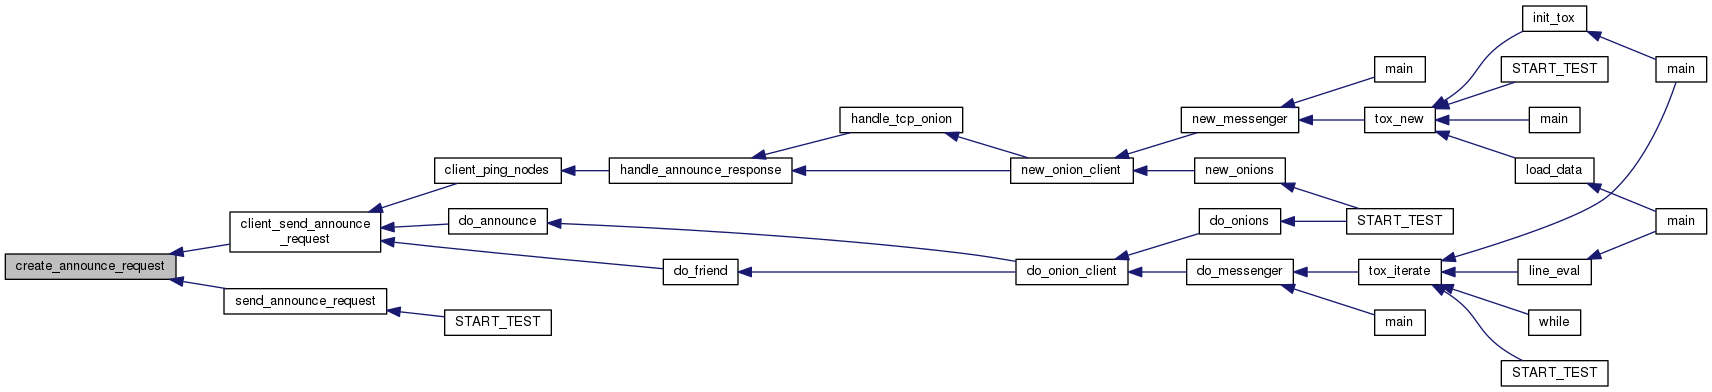 init_tox
main
START_TEST
main
handle_tcp_onion
new_messenger
tox_new
main
client_ping_nodes
handle_announce_response
new_onion_client
new_onions
load_data
client_send_announce
_request
do_announce
do_onions
START_TEST
main
create_announce_request
do_friend
do_onion_client
do_messenger
tox_iterate
line_eval
send_announce_request
START_TEST
main
while
START_TEST